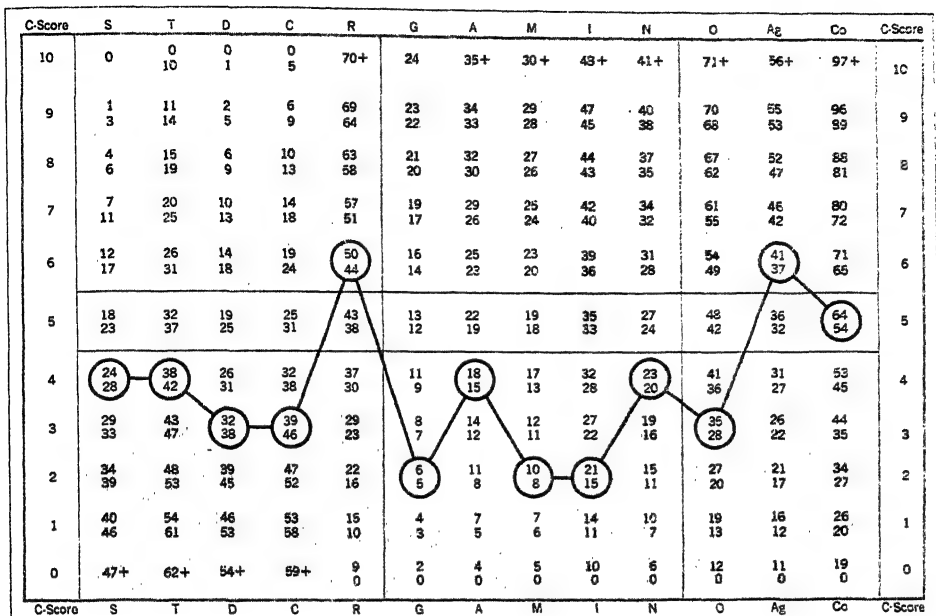 C-Score S T D C R G A M I N O Ag Co C-Score
10 0 0 0 0 70+ 24 35+ 30+ 43+ 41+ 71+ 56+ 97+ 10
10 1 5
9 1 11 2 6 69 23 34 29 47 40 70 55 96 9
3 14 5 9 64 22 33 28 45 38 68 53 89
8 4 15 6 10 63 21 32 27 44 37 67 52 88 8
6 19 9 13 58 20 30 26 43 35 62 47 81
7 7 20 10 14 57 19 29 25 42 34 61 46 80 7
11 25 13 18 51 17 26 24 40 32 55 42 72
6 12 26 14 19 50 16 25 23 39 31 54 41 71 6
17 31 18 24 44 14 23 20 36 28 49 37 65
5 18 32 19 25 43 13 22 19 35 27 48 36 64 5
23 37 25 31 38 12 19 18 33 24 42 32 54
4 24 38 26 32 37 11 18 17 32 23 41 31 53 4
28 42 31 38 30 9 15 13 28 20 36 27 45
3 29 43 32 39 29 8 14 12 27 19 35 26 44 3
33 47 38 46 23 7 12 11 22 16 28 22 35
2 34 48 39 47 22 6 11 10 21 15 27 21 34 2
39 53 45 52 16 5 8 8 15 11 20 17 27
1 40 54 46 53 15 4 7 7 14 10 19 16 26 1
46 61 53 58 10 3 5 6 11 7 13 12 20
0 47+ 62+ 54+ 59+ 9 2 4 5 10 6 12 11 19 0
0 0 0 0 0 0 0 0 0
C-Score S T D C R G A M I N O Ag Co C-Score